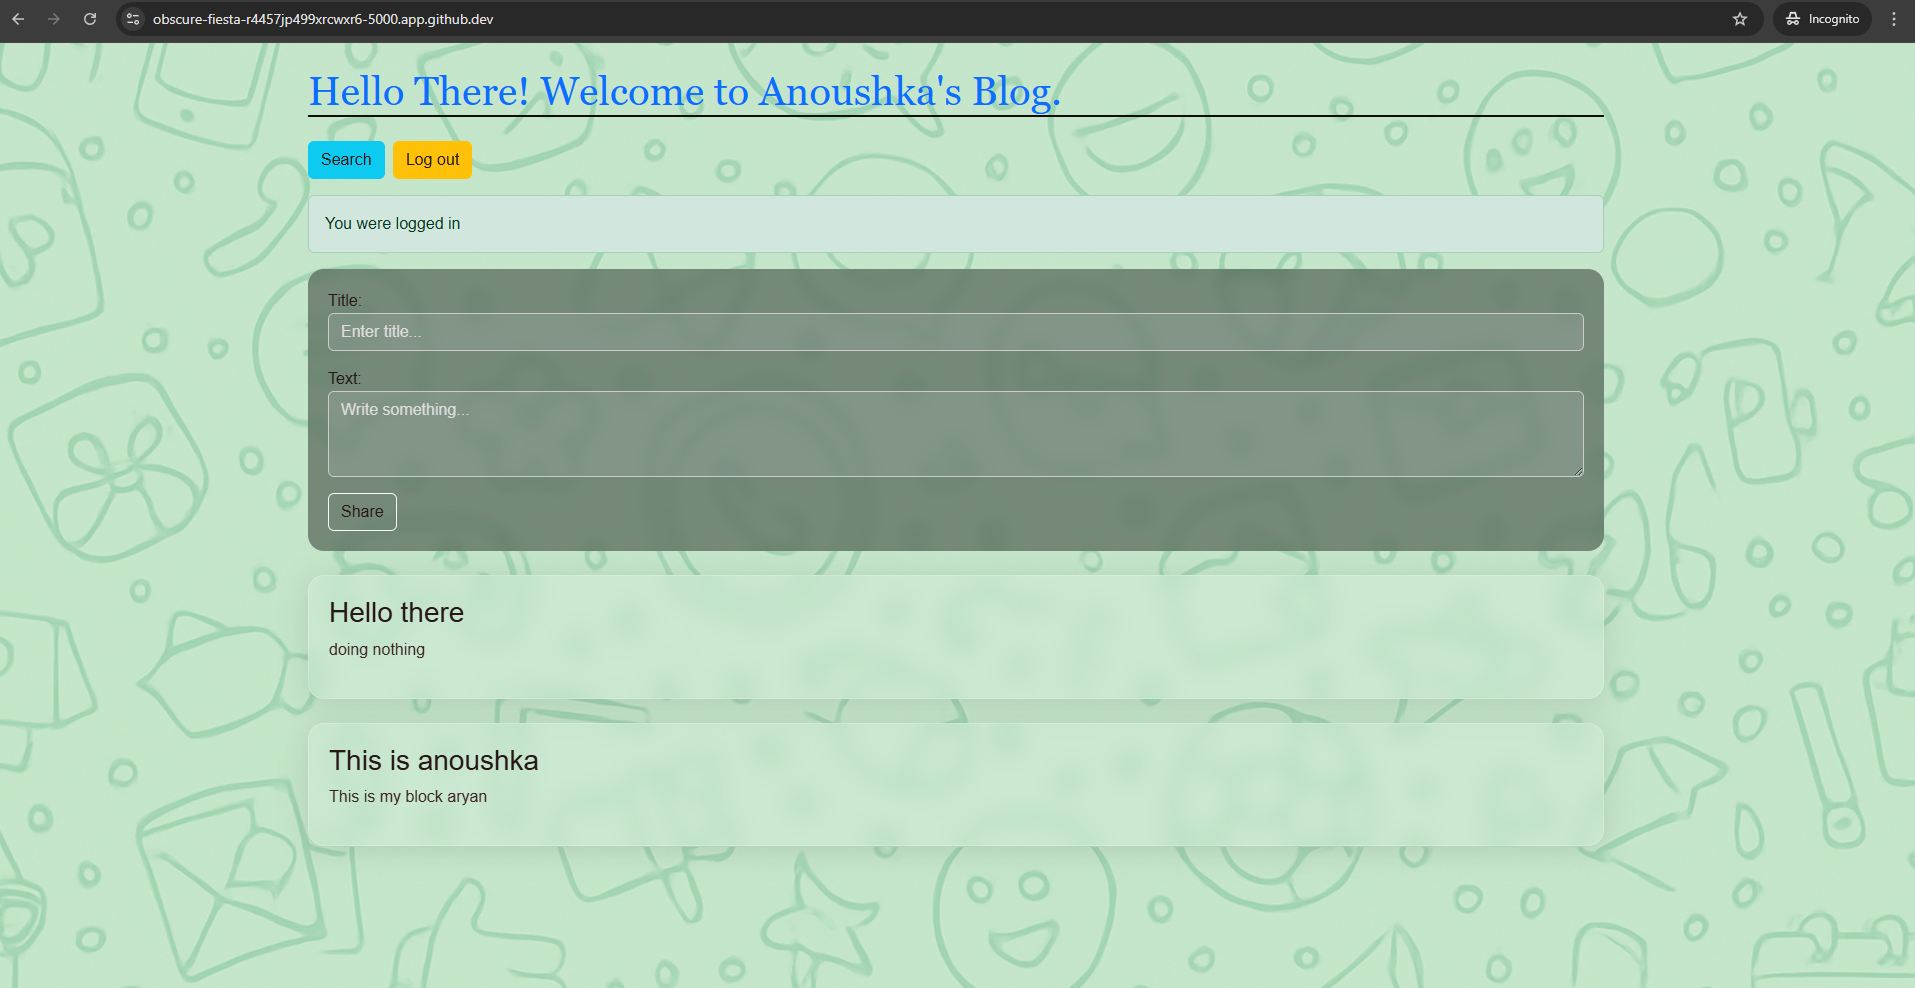 obscure-fiesta-r4457jp499xrcwxr6-5000.app.github.dev
Incognito
Hello There! Welcome to Anoushka's Blog.
Search Log out
You were logged in
Title:
Enter title...
Text:
Write something...
Share
Hello there
doing nothing
This is anoushka
This is my block aryan